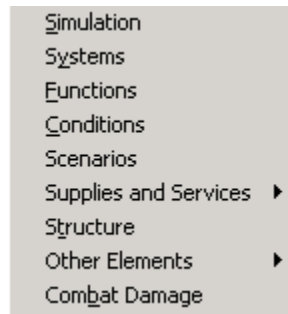 Simulation
Systems
Functions
Conditions
Scenarios
Supplies and Services
Structure
Other Elements
Combat Damage